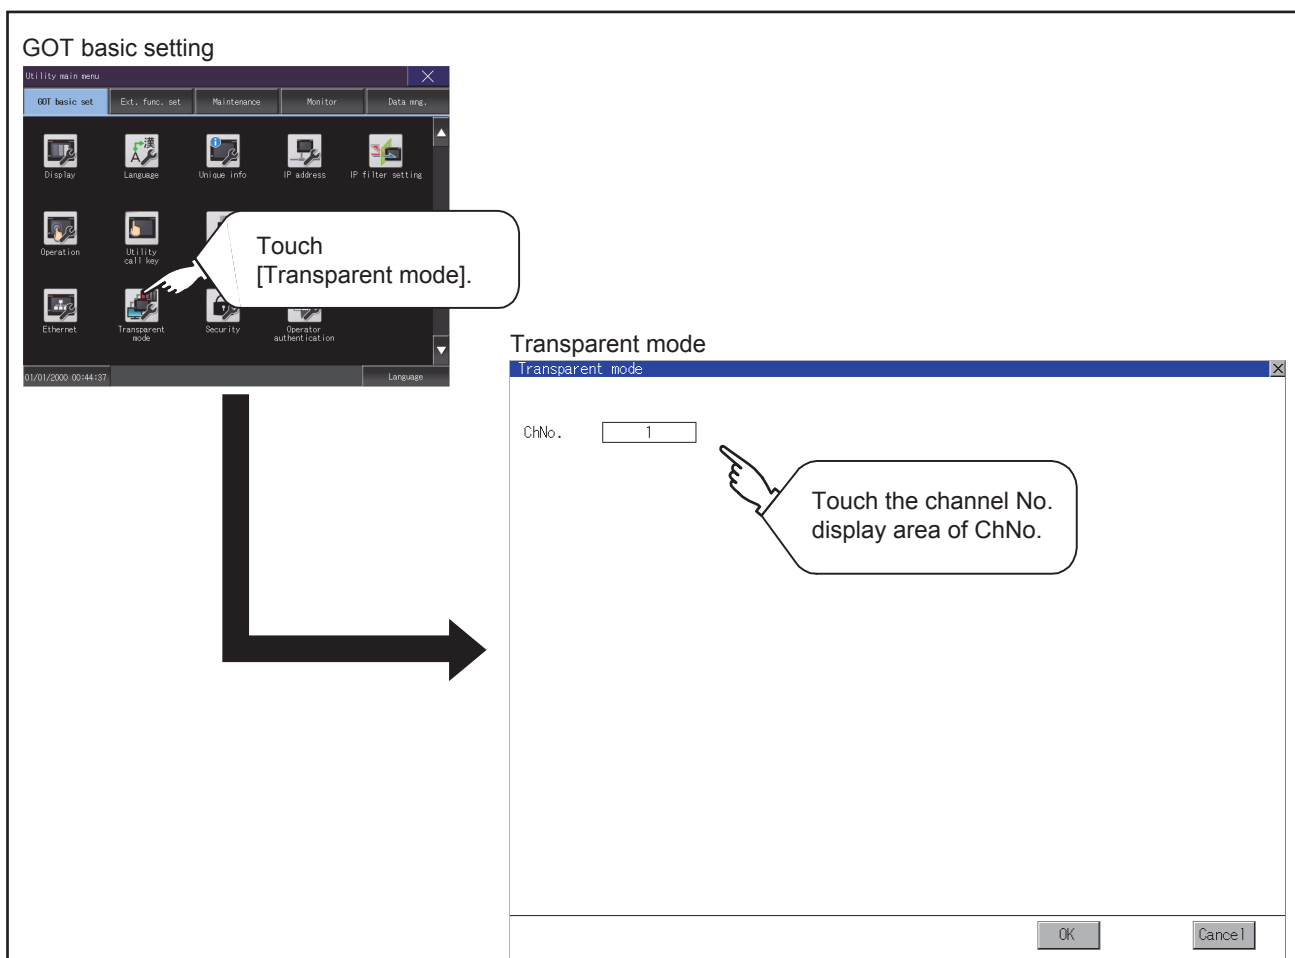 GOT basic setting
Utility main menu
GOT basic set
Ext. func. set
Maintenance
Monitor
Data mng.
Display
Language
Unique info
IP address
IP filter setting
Operation
Utility
call key
Touch
[Transparent mode].
Ethernet
Transparent
mode
Security
Operator
authentication
01/01/2000 00:44:37
Language
Transparent mode
Transparent mode
ChNo.
1
Touch the channel No.
display area of ChNo.
OK
Cancel